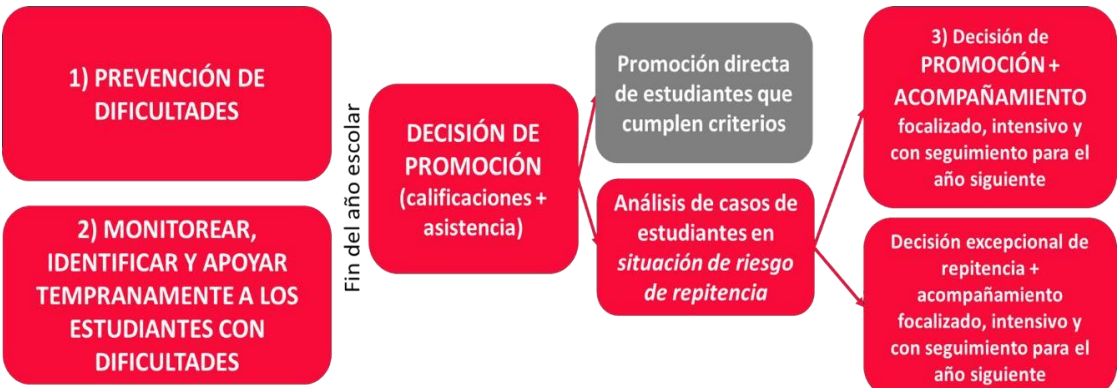 1) PREVENCIÓN DE
DIFICULTADES
2) MONITOREAR,
IDENTIFICAR Y APOYAR
TEMPRANAMENTE A LOS
ESTUDIANTES CON
DIFICULTADES
Fin del año escolar
DECISIÓN DE
PROMOCIÓN
(calificaciones +
asistencia)
Promoción directa
de estudiantes que
cumplen criterios
Análisis de casos de
estudiantes en
situación de riesgo
de repitencia
3) Decisión de
PROMOCIÓN +
ACOMPAÑAMIENTO
focalizado, intensivo y
con seguimiento para el
año siguiente
Decisión excepcional de
repitencia +
acompañamiento
focalizado, intensivo y
con seguimiento para el
año siguiente